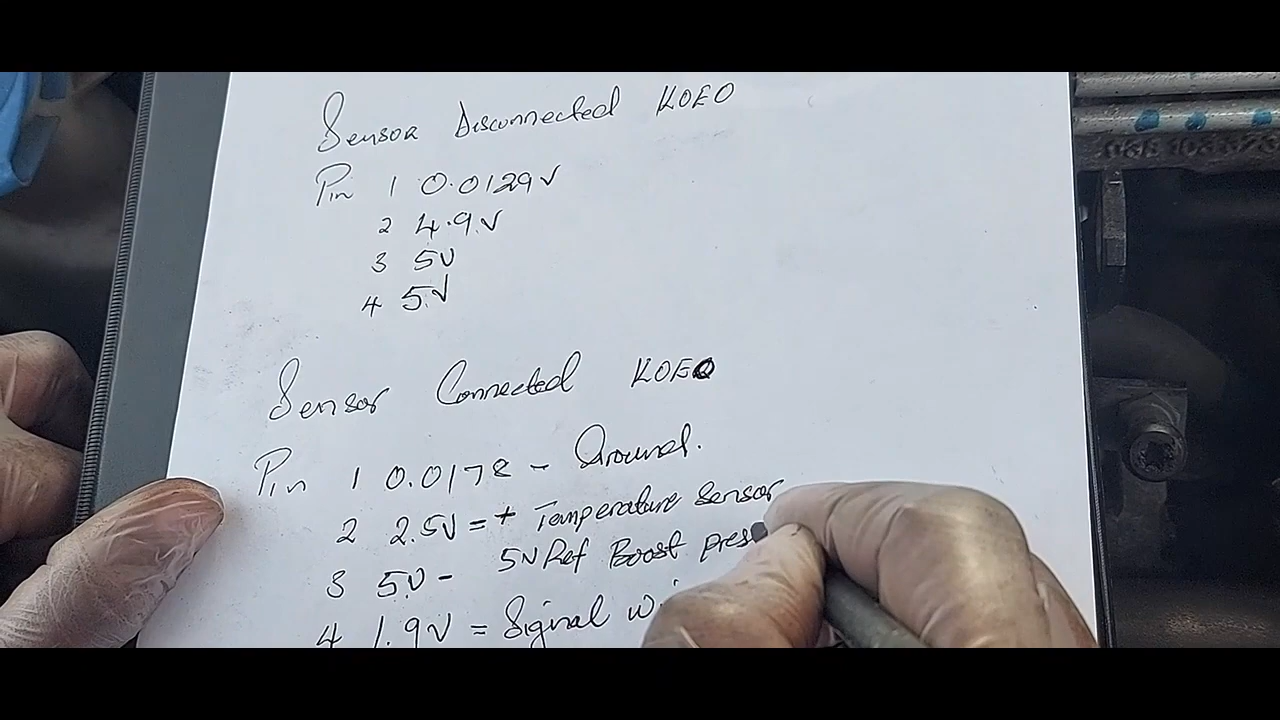 Sensor Disconnected KOEO
Pin 1 0.0129V
2 4.9V
3 5V
4 5V
Sensor Connected KOEO
Pin 1 0.0178 - Ground.
2 2.5V = + Temperature Sensor
3 5V - 5V Ref Boost pres
4 1.9V = Signal